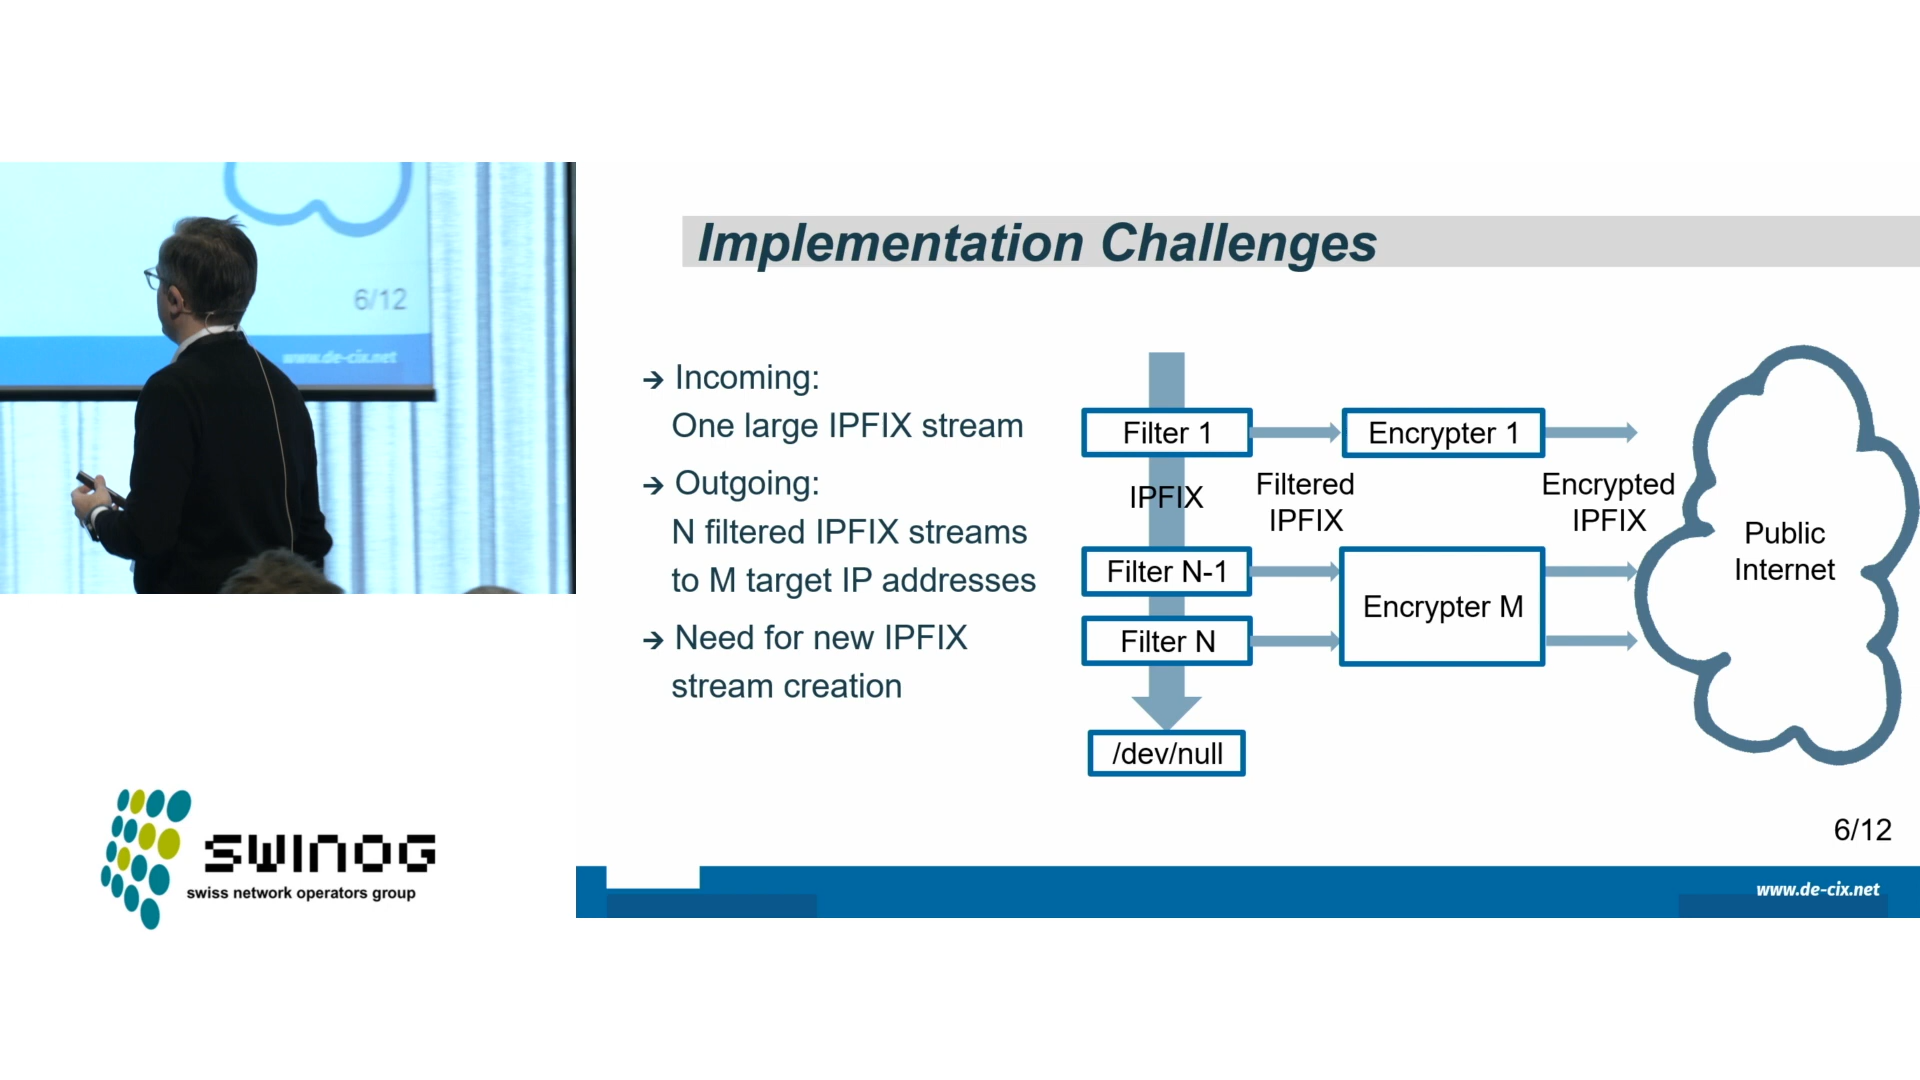 6/12
www.de-cix.net
swinog
swiss network operators group
Implementation Challenges
→ Incoming:
One large IPFIX stream
→ Outgoing:
N filtered IPFIX streams
to M target IP addresses
→ Need for new IPFIX
stream creation
Filter 1
Encrypter 1
IPFIX
Filtered
IPFIX
Encrypted
IPFIX
Filter N-1
Filter N
Encrypter M
Public
Internet
/dev/null
6/12
www.de-cix.net